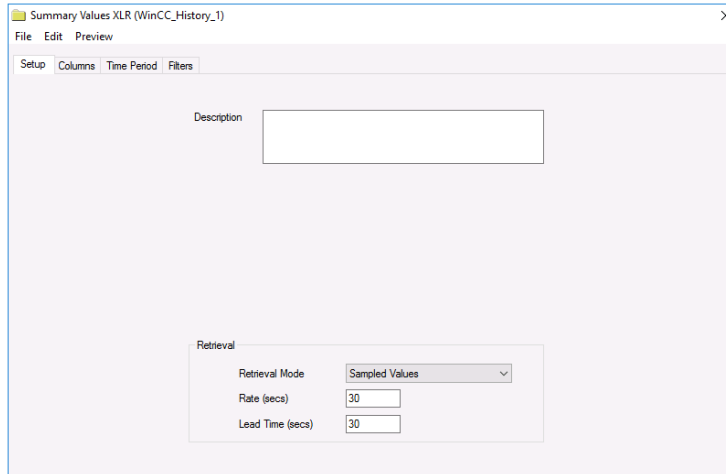 Summary Values XLR (WinCC_History_1)
File Edit Preview
Setup Columns Time Period Filters
Description
Retrieval
Retrieval Mode Sampled Values
Rate (secs) 30
Lead Time (secs) 30